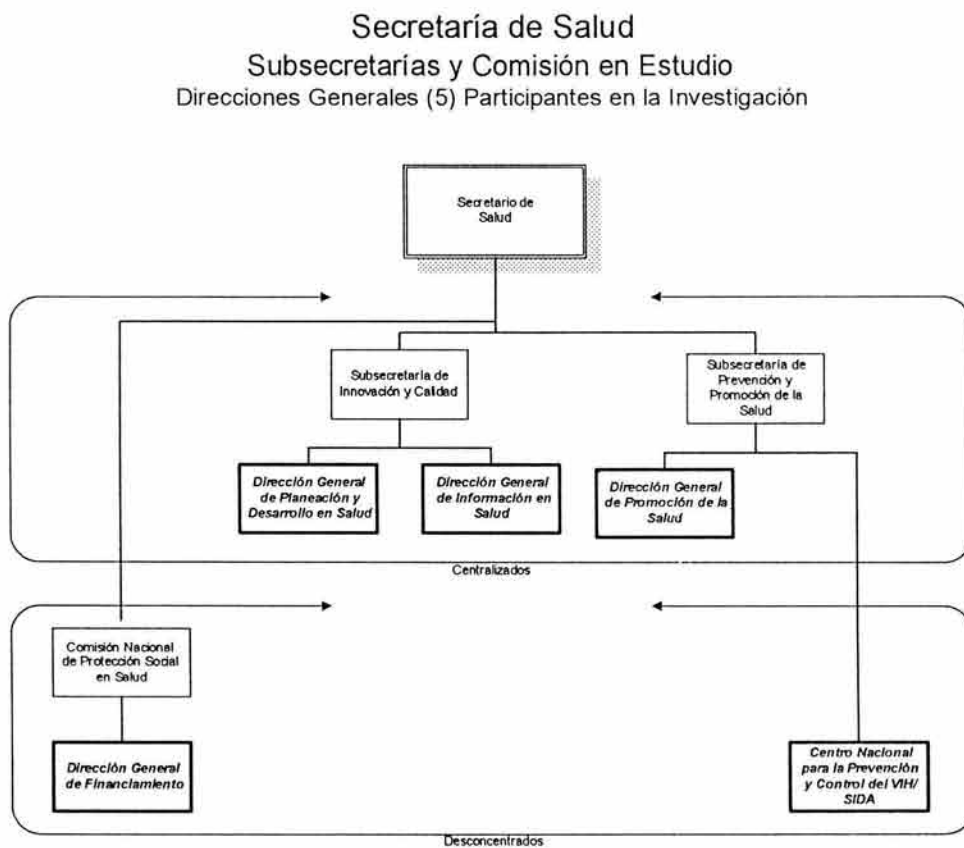 Secretaría de Salud
Subsecretarías y Comisión en Estudio
Direcciones Generales (5) Participantes en la Investigación
Secretario de
Salud
Subsecretaría de
Innovación y Calidad
Subsecretaría de
Prevención y
Promoción de la
Salud
Dirección General
de Planeación y
Desarrollo en Salud
Dirección General
de Información en
Salud
Dirección General
de Promoción de la
Salud
Centralizados
Comisión Nacional
de Protección Social
en Salud
Dirección General
de Financiamiento
Centro Nacional
para la Prevención
y Control del VIH/
SIDA
Desconcentrados